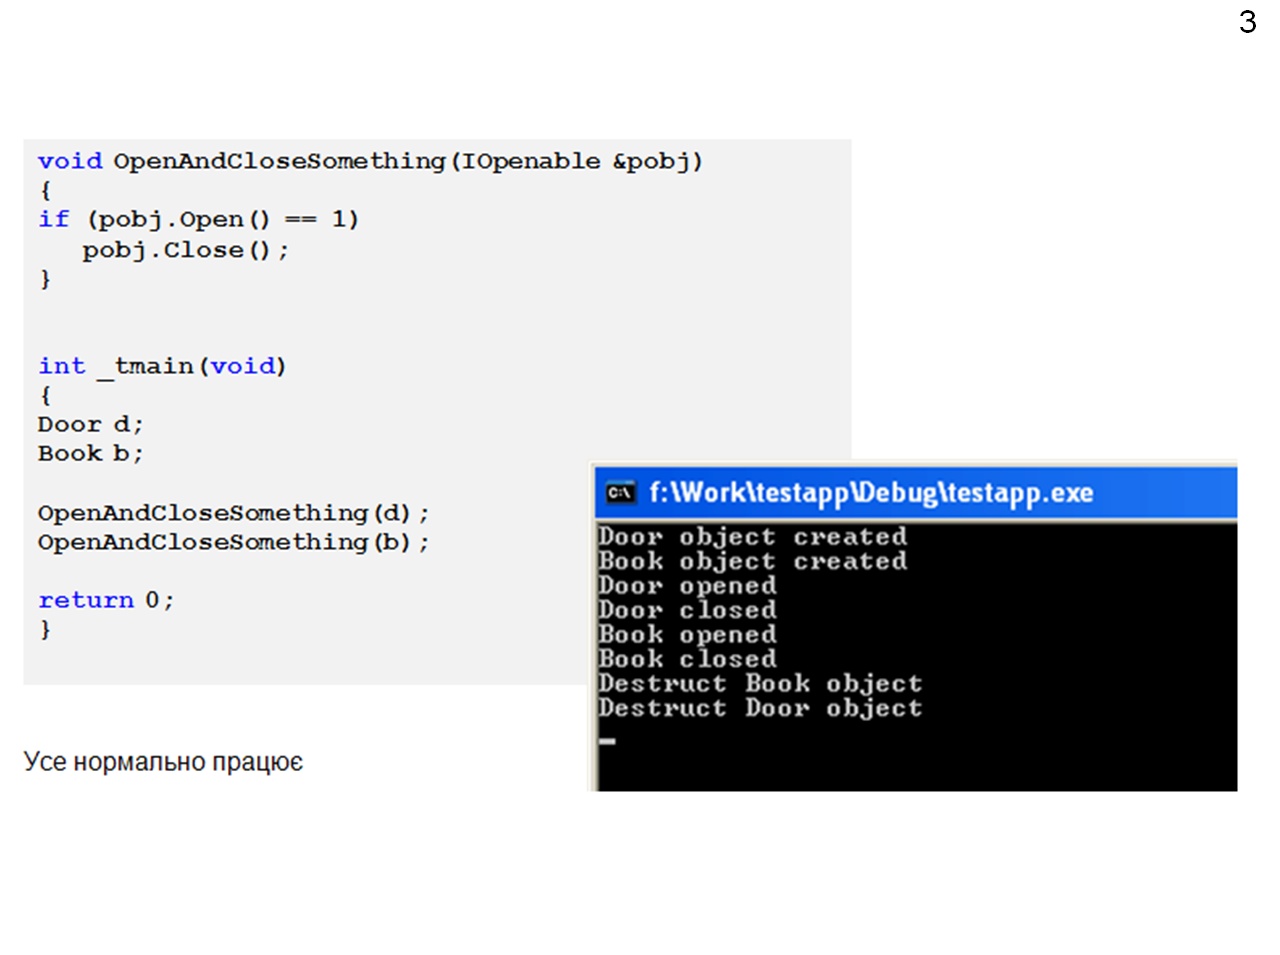 3
void OpenAndCloseSomething(IOpenable &pobj)
{
if (pobj.Open() == 1)
pobj.Close();
}
int _tmain(void)
{
Door d;
Book b;
OpenAndCloseSomething(d);
OpenAndCloseSomething(b);
return 0;
}
f:\Work\testapp\Debug\testapp.exe
Door object created
Book object created
Door opened
Door closed
Book opened
Book closed
Destruct Book object
Destruct Door object
Усе нормально працює